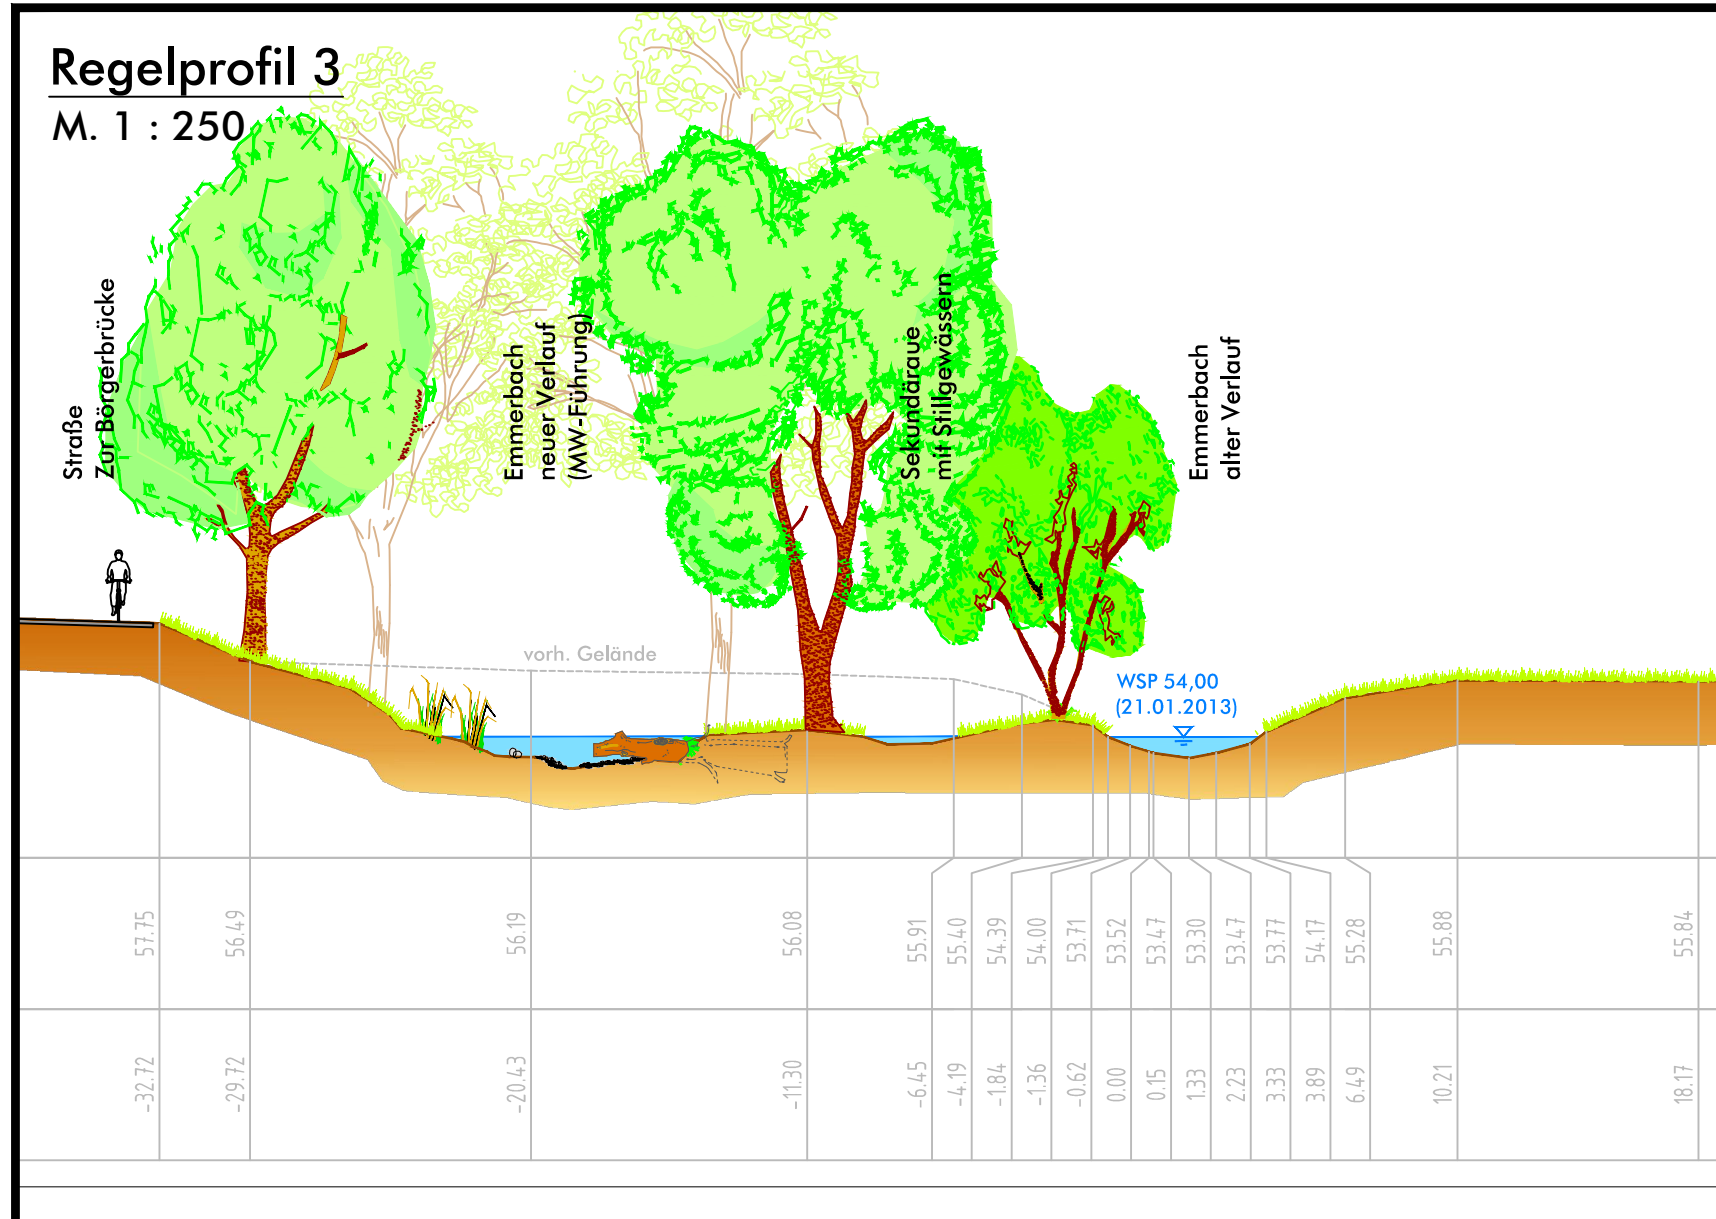 Regelprofil 3
M. 1 : 250
Straße
Zur Börgerbrücke
Emmerbach
neuer Verlauf
(MW-Führung)
Sekundäraue
mit Stillgewässern
Emmerbach
alter Verlauf
vorh. Gelände
WSP 54,00
(21.01.2013)
57.75
56.49
56.19
56.08
55.91
55.40
54.39
54.00
53.71
53.52
53.47
53.30
53.47
53.77
54.17
55.28
55.88
55.84
-32.72
-29.72
-20.43
-11.30
-6.45
-4.19
-1.84
-1.36
-0.62
0.00
0.15
1.33
2.23
3.33
3.89
6.49
10.21
18.17